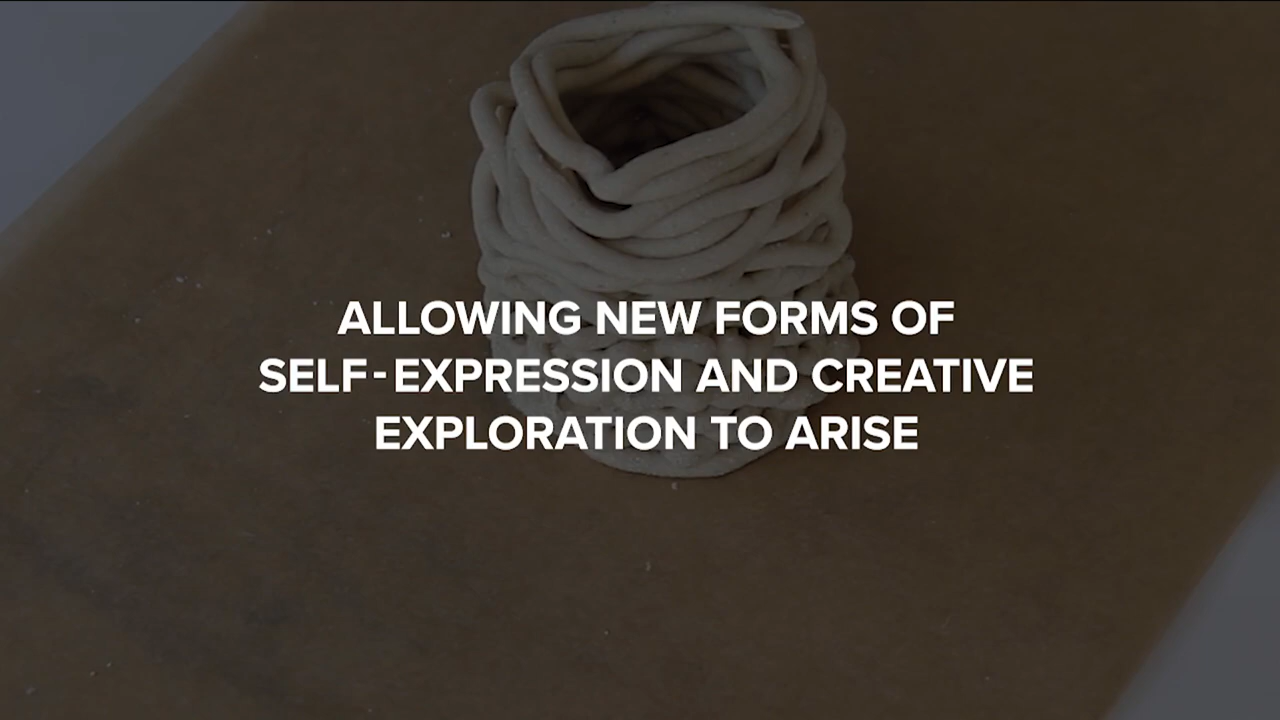 ALLOWING NEW FORMS OF
SELF-EXPRESSION AND CREATIVE
EXPLORATION TO ARISE